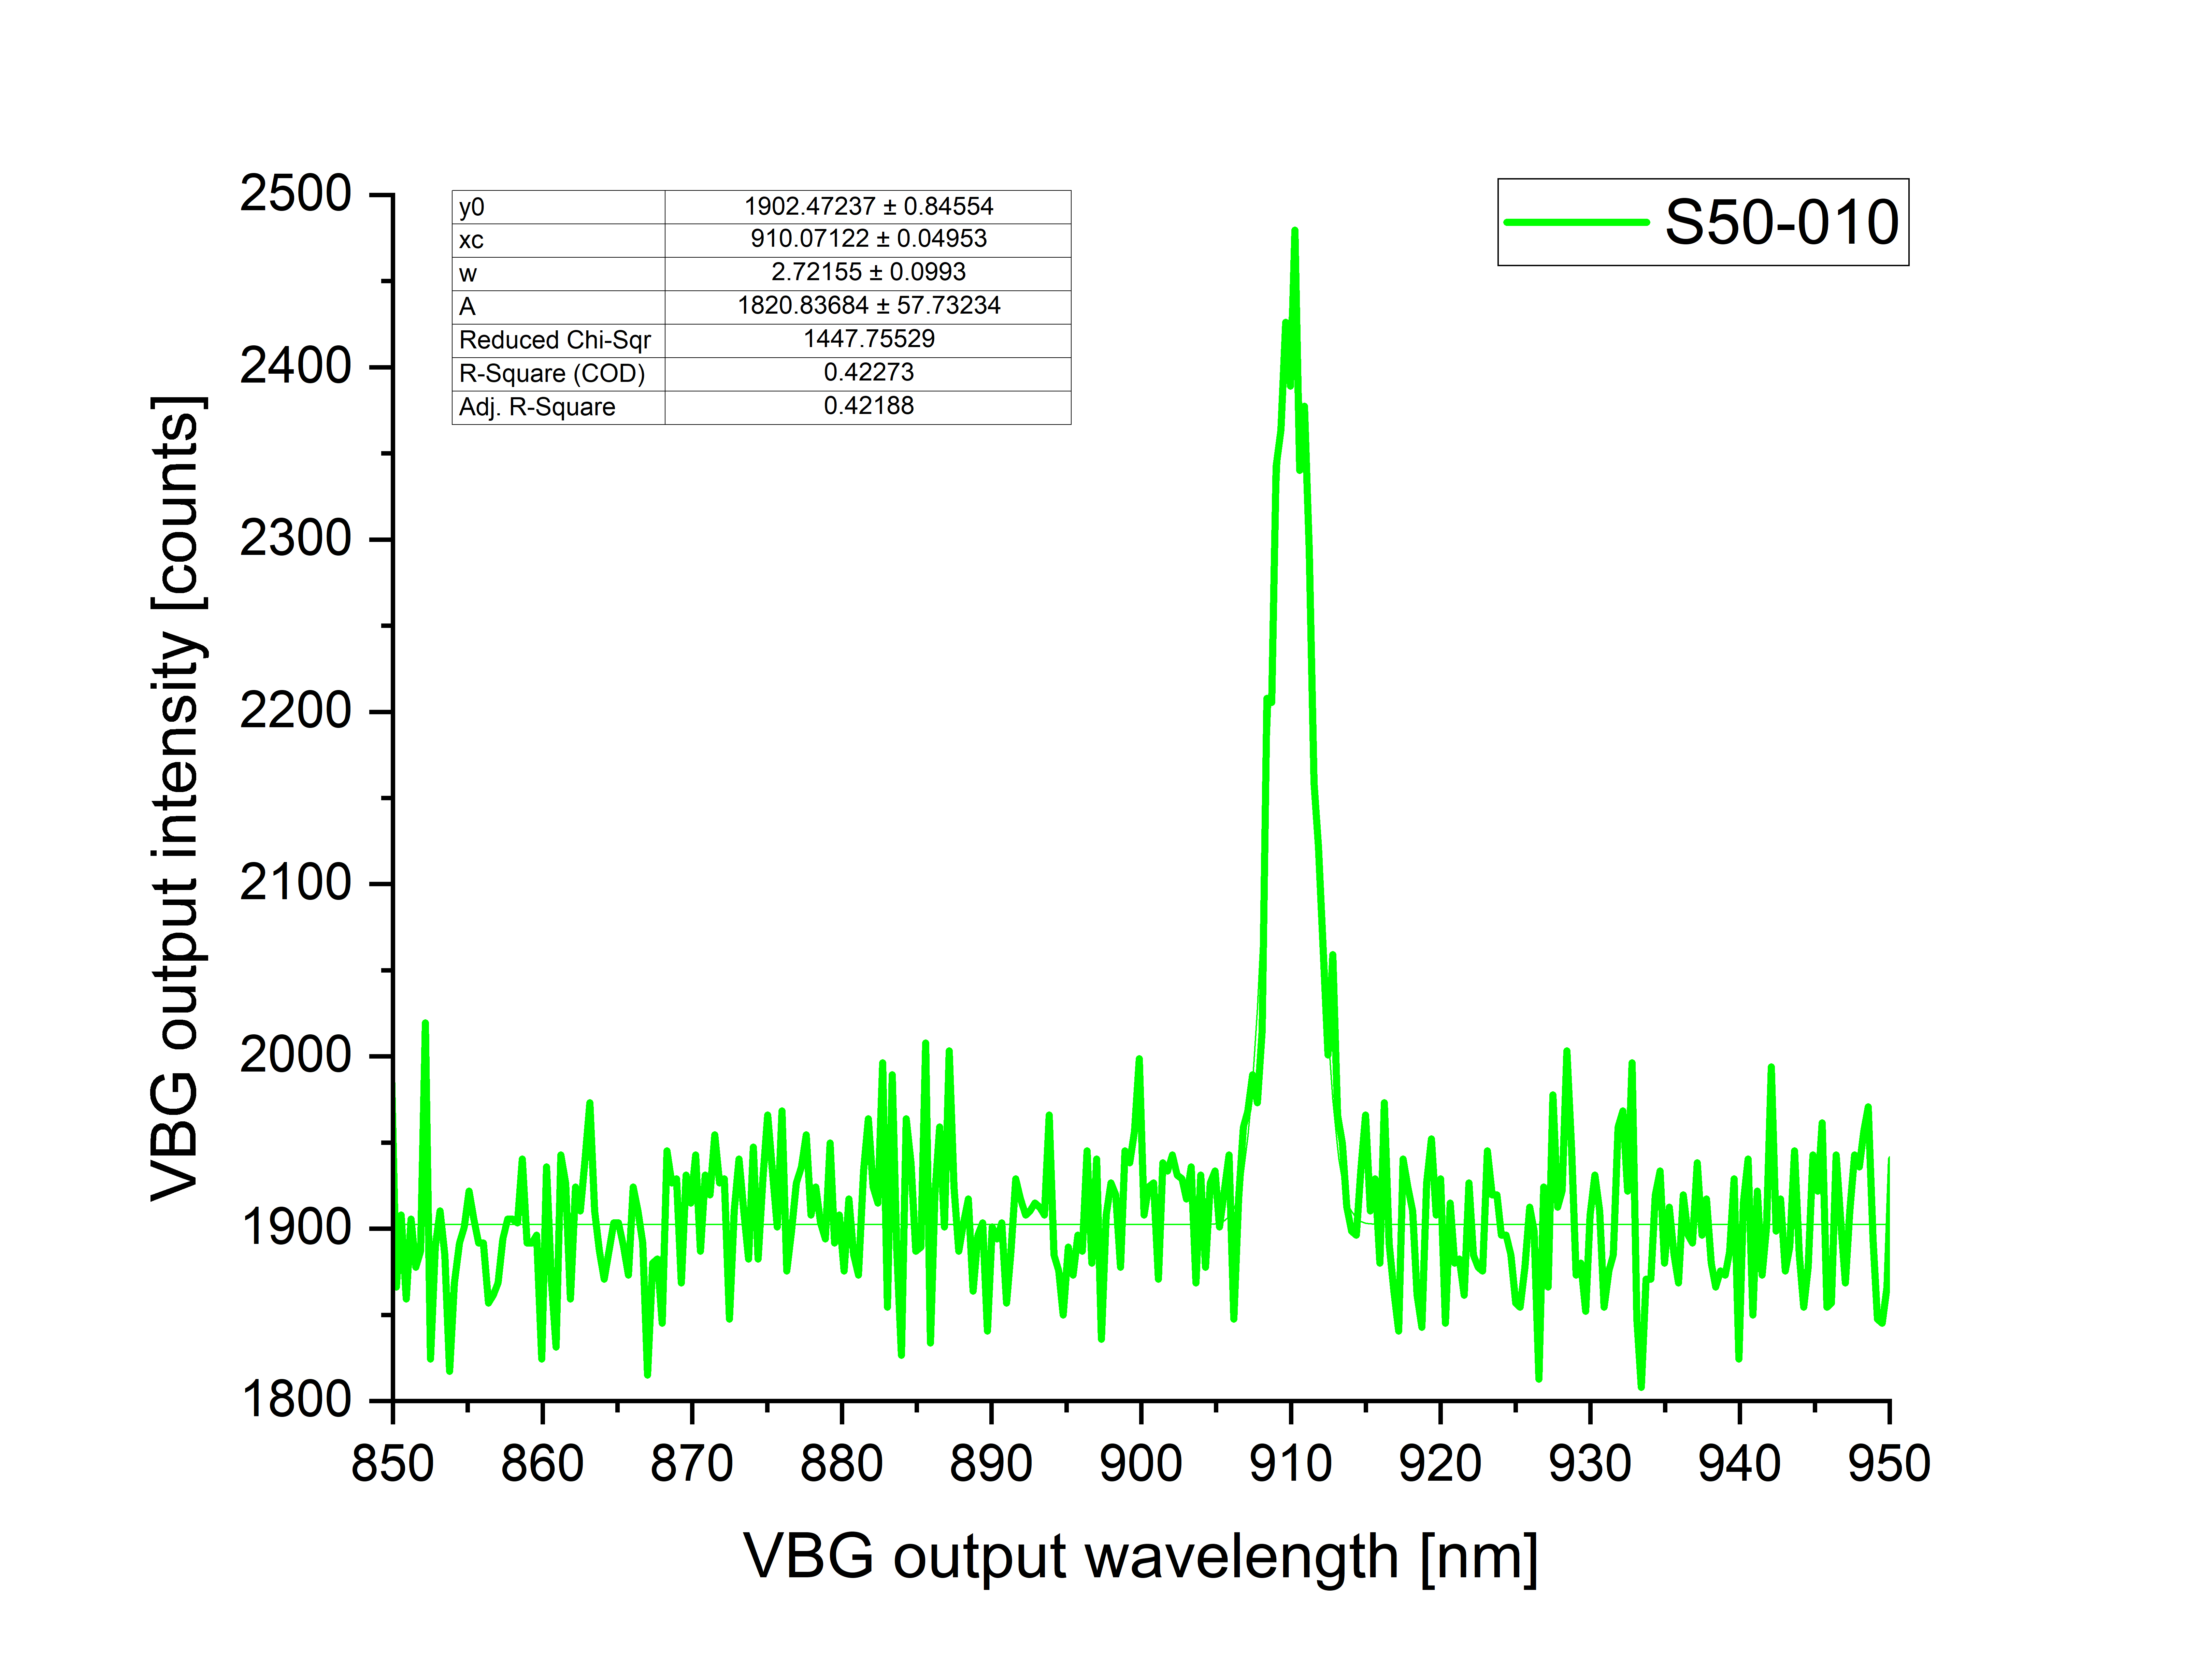 y0 1902.47237 ± 0.84554
xc 910.07122 ± 0.04953
w 2.72155 ± 0.0993
A 1820.83684 ± 57.73234
Reduced Chi-Sqr 1447.75529
R-Square (COD) 0.42273
Adj. R-Square 0.42188
S50-010
VBG output intensity [counts]
2500
2400
2300
2200
2100
2000
1900
1800
850 860 870 880 890 900 910 920 930 940 950
VBG output wavelength [nm]